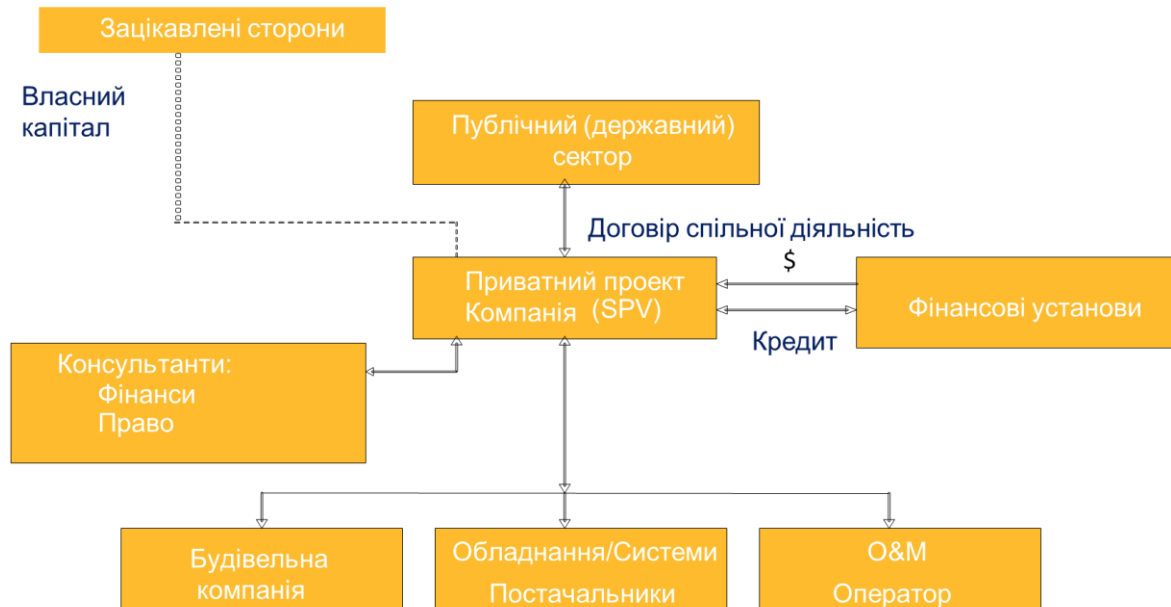 Зацікавлені сторони
Власний
капітал
Публічний (державний)
сектор
Договір спільної діяльність
$
Приватний проект
Компанія (SPV)
Фінансові установи
Кредит
Консультанти:
Фінанси
Право
Будівельна
компанія
Обладнання/Системи
Постачальники
O&M
Оператор